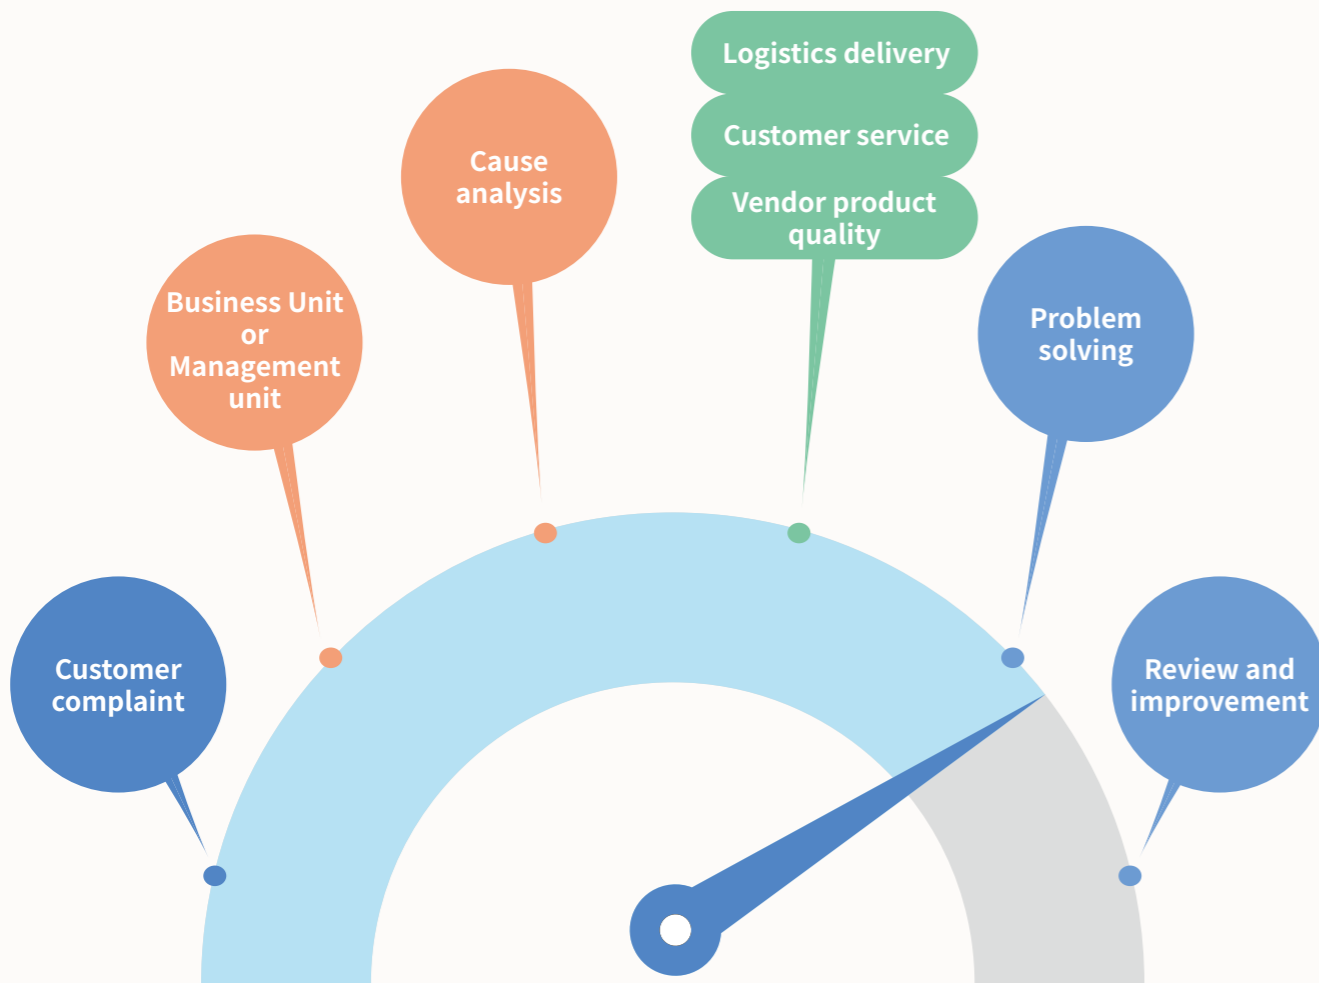 Customer
complaint
Business Unit
or
Management
unit
Cause
analysis
Logistics delivery
Customer service
Vendor product
quality
Problem
solving
Review and
improvement